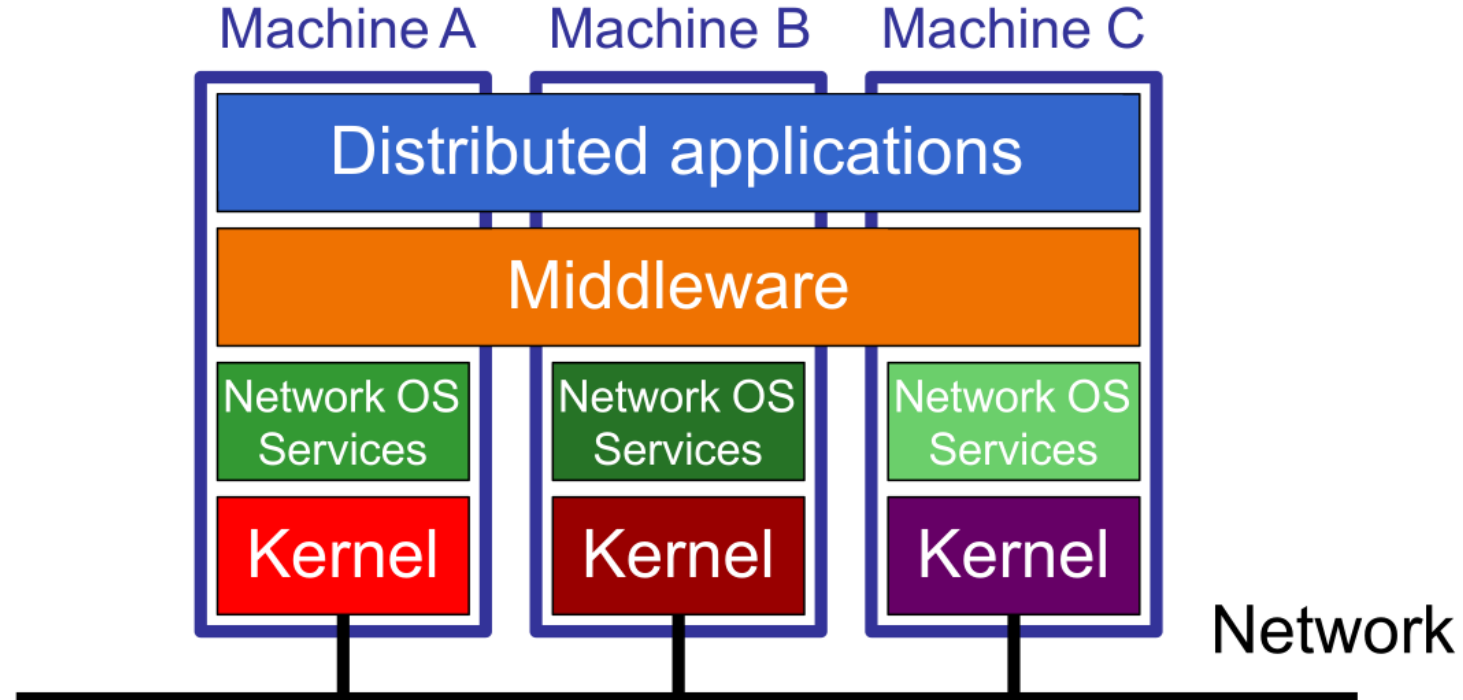 Machine A Machine B Machine C
Distributed applications
Middleware
Network OS
Services
Network OS
Services
Network OS
Services
Kernel Kernel Kernel
Network